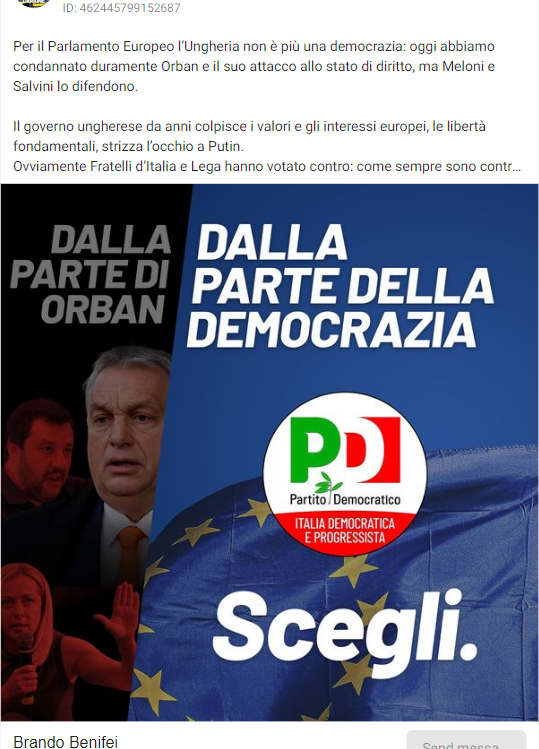 ID: 462445799152687
Per il Parlamento Europeo l'Ungheria non è più una democrazia: oggi abbiamo
condannato duramente Orban e il suo attacco allo stato di diritto, ma Meloni e
Salvini lo difendono.
Il governo ungherese da anni colpisce i valori e gli interessi europei, le libertà
fondamentali, strizza l'occhio a Putin.
Ovviamente Fratelli d'Italia e Lega hanno votato contro: come sempre sono contr...
DALLA
PARTE DI
ORBAN
DALLA
PARTE DELLA
DEMOCRAZIA
PD
Partito Democratico
ITALIA DEMOCRATICA
E PROGRESSISTA
Scegli.
Brando Benifei